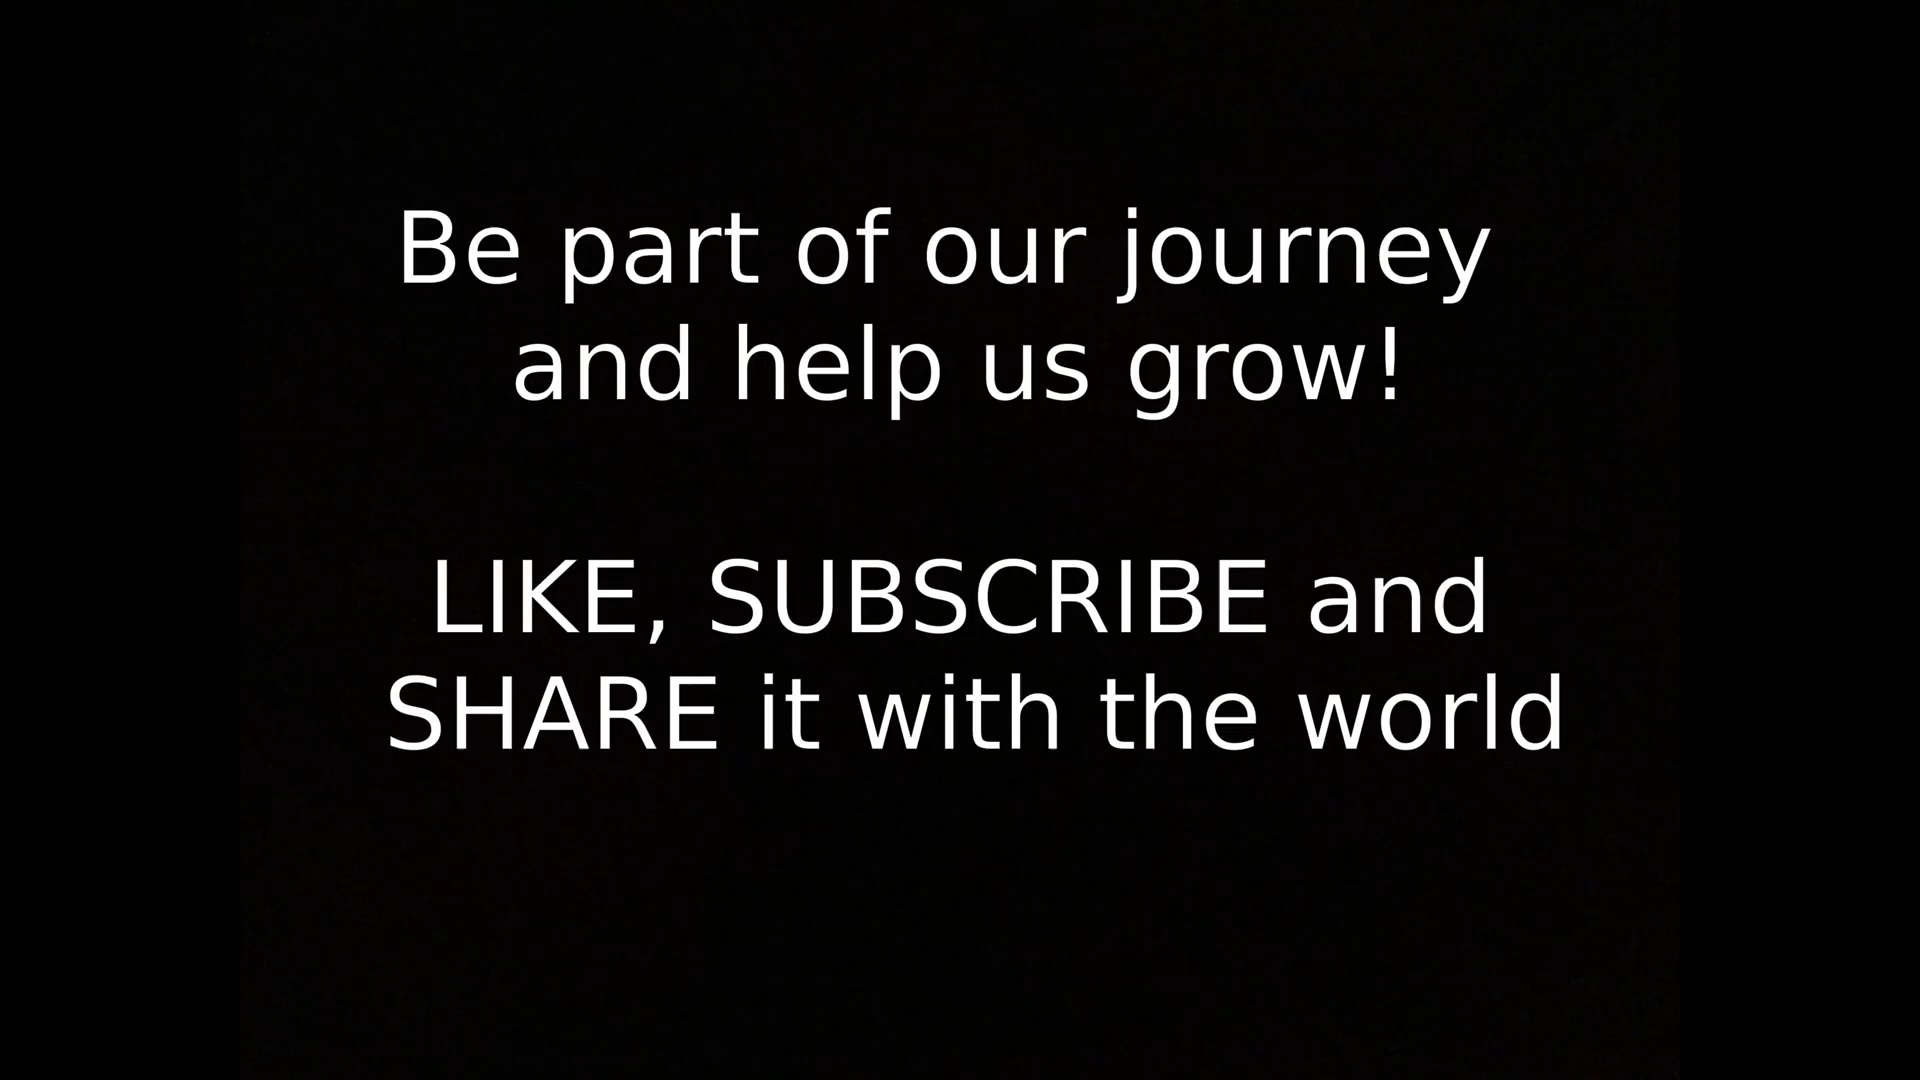 Be part of our journey
and help us grow!
LIKE, SUBSCRIBE and
SHARE it with the world